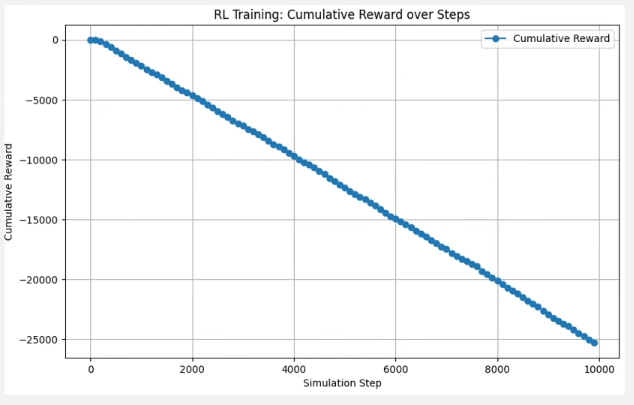 RL Training: Cumulative Reward over Steps
Cumulative Reward
0
−5000
−10000
−15000
−20000
−25000
Cumulative Reward
0 2000 4000 6000 8000 10000
Simulation Step